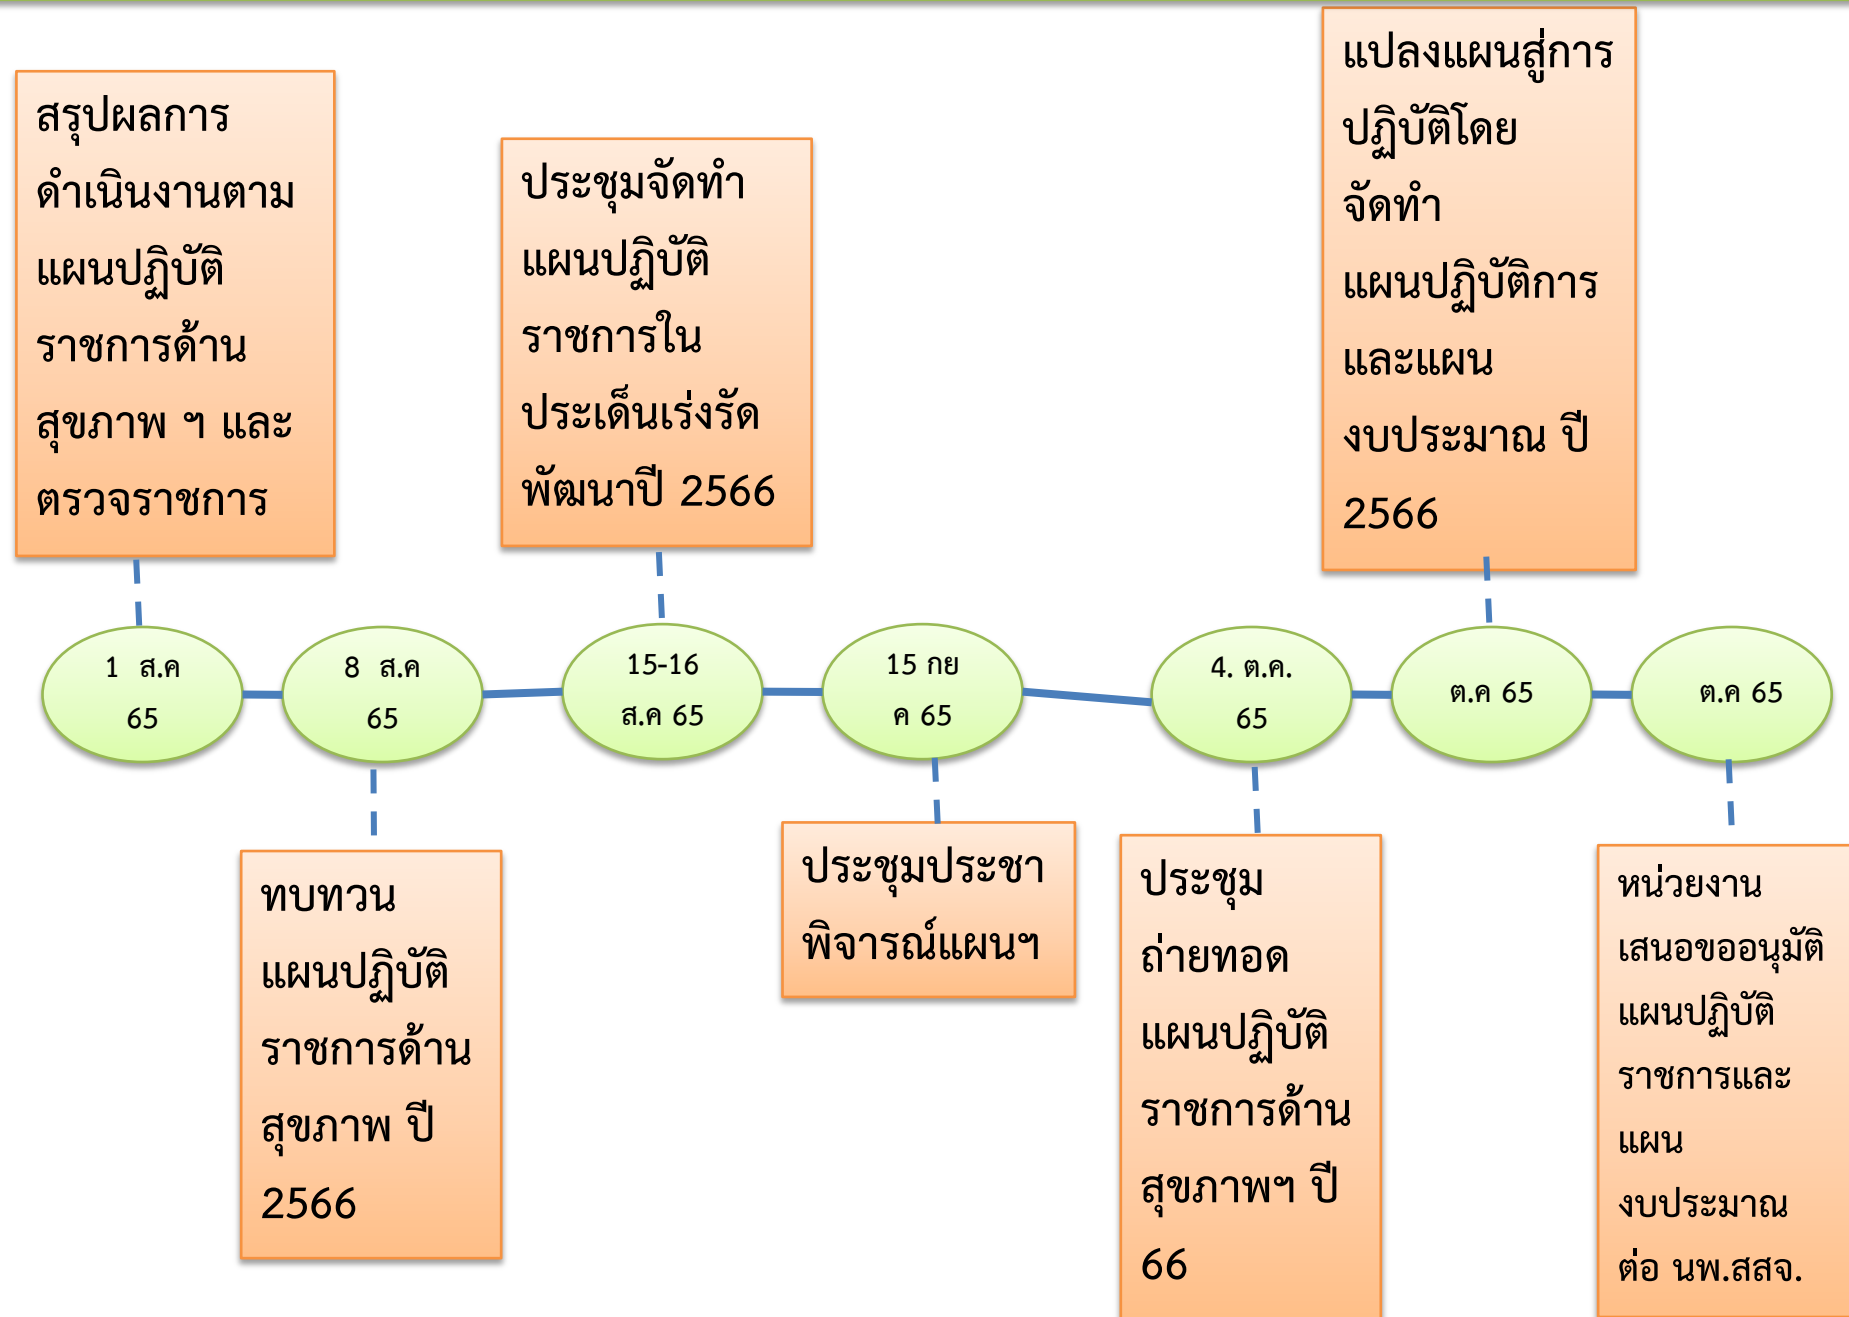 สรุปผลการ
ดำเนินงานตาม
แผนปฏิบัติ
ราชการด้าน
สุขภาพ ฯ และ
ตรวจราชการ
ประชุมจัดทำ
แผนปฏิบัติ
ราชการใน
ประเด็นเร่งรัด
พัฒนาปี 2566
แปลงแผนสู่การ
ปฏิบัติโดย
จัดทำ
แผนปฏิบัติการ
และแผน
งบประมาณ ปี
2566
1 ส.ค
65
8 ส.ค
65
15-16
ส.ค 65
15 กย
ค 65
4. ต.ค.
65
ต.ค 65
ต.ค 65
ทบทวน
แผนปฏิบัติ
ราชการด้าน
สุขภาพ ปี
2566
ประชุมประชา
พิจารณ์แผนฯ
ประชุม
ถ่ายทอด
แผนปฏิบัติ
ราชการด้าน
สุขภาพฯ ปี
66
หน่วยงาน
เสนอขออนุมัติ
แผนปฏิบัติ
ราชการและ
แผน
งบประมาณ
ต่อ นพ.สสจ.